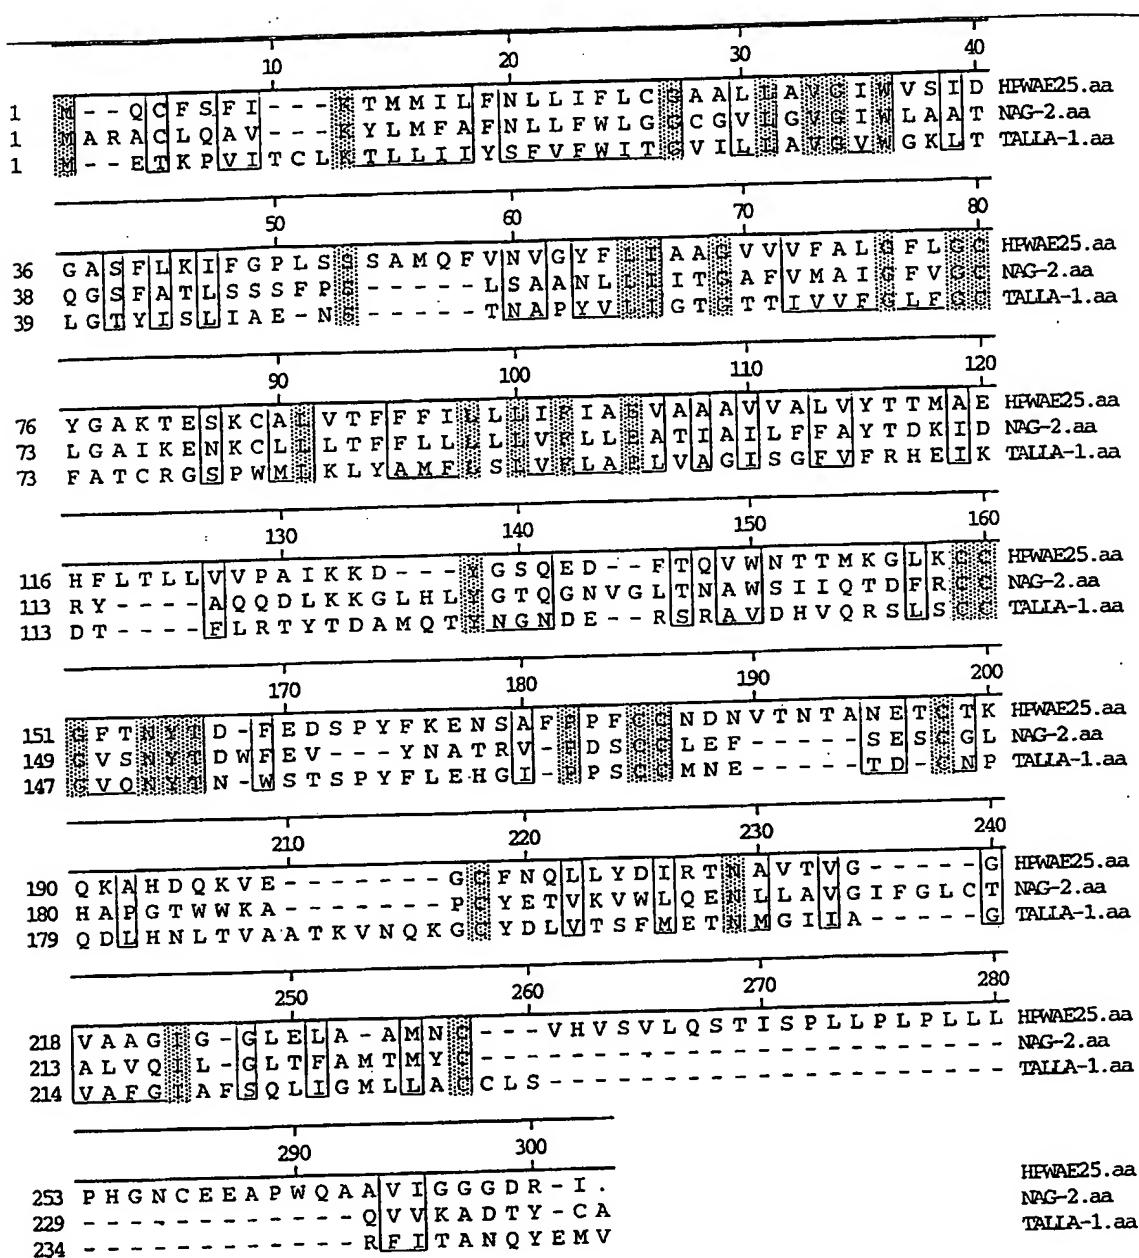 10 20 30 40
1 M - - Q C F S F I - - - K T M M I L F N L L I F L C G A A L L A V G I W V S I D HPWAE25.aa
1 M A R A C L Q A V - - - K Y L M F A F N L L F W L G G C G V L G V G I W L A A T NAG-2.aa
1 M - - E T K P V I T C L K T L L I I Y S F V F W I T G V I L L A V G V W G K L T TALLA-1.aa
50 60 70 80
36 G A S F L K I F G P L S S S A M Q F V N V G Y F L I A A G V V V F A L G F L G C HPWAE25.aa
38 Q G S F A T L S S S F P S - - - - - L S A A N L L I I T G A F V M A I G F V G C NAG-2.aa
39 L G T Y I S L I A E - N S - - - - - T N A P Y V L I G T G T T I V V F G L F G C TALLA-1.aa
90 100 110 120
76 Y G A K T E S K C A L V T F F F I L L L I F I A E V A A A V V A L V Y T T M A E HPWAE25.aa
73 L G A I K E N K C L L L T F F L L L L L V F L L E A T I A I L F F A Y T D K I D NAG-2.aa
73 F A T C R G S P W M L K L Y A M F L S L V F L A E L V A G I S G F V F R H E I K TALLA-1.aa
130 140 150 160
116 H F L T L L V V P A I K K D - - - Y G S Q E D - - F T Q V W N T T M K G L K C C HPWAE25.aa
113 R Y - - - - A Q Q D L K K G L H L Y G T Q G N V G L T N A W S I I Q T D F R C C NAG-2.aa
113 D T - - - - F L R T Y T D A M Q T Y N G N D E - - R S R A V D H V Q R S L S C C TALLA-1.aa
170 180 190 200
151 G F T N Y T D - F E D S P Y F K E N S A F P P F C C N D N V T N T A N E T C T K HPWAE25.aa
149 G V S N Y T D W F E V - - - Y N A T R V - P D S C C L E F - - - - - S E S C G L NAG-2.aa
147 G V Q N Y T N - W S T S P Y F L E H G I - P P S C C M N E - - - - - T D - C N P TALLA-1.aa
210 220 230 240
190 Q K A H D Q K V E - - - - - - - G C F N Q L L Y D I R T N A V T V G - - - - - G HPWAE25.aa
180 H A P G T W W K A - - - - - - - P C Y E T V K V W L Q E N L L A V G I F G L C T NAG-2.aa
179 Q D L H N L T V A A T K V N Q K G C Y D L V T S F M E T N M G I I A - - - - - G TALLA-1.aa
250 260 270 280
218 V A A G I G - G L E L A - A M N C - - - V H V S V L Q S T I S P L L P L P L L L HPWAE25.aa
213 A L V Q I L - G L T F A M T M Y C - - - - - - - - - - - - - - - - - - - - - - - NAG-2.aa
214 V A F G I A F S Q L I G M L L A C C L S - - - - - - - - - - - - - - - - - - - - TALLA-1.aa
290 300
253 P H G N C E E A P W Q A A V I G G G D R - I . HPWAE25.aa
229 - - - - - - - - - - - - Q V V K A D T Y - C A NAG-2.aa
234 - - - - - - - - - - - - R F I T A N Q Y E M V TALLA-1.aa